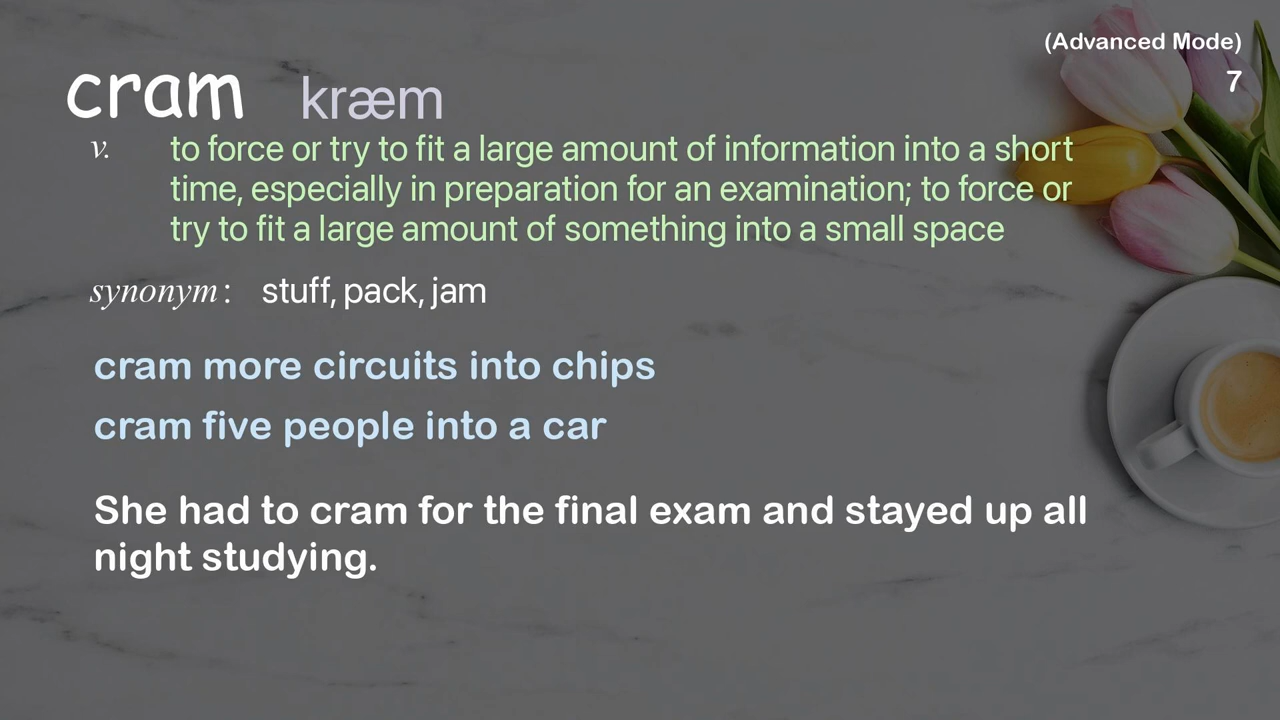 (Advanced Mode)
7
cram kræm
v. to force or try to fit a large amount of information into a short
time, especially in preparation for an examination; to force or
try to fit a large amount of something into a small space
synonym: stuff, pack, jam
cram more circuits into chips
cram five people into a car
She had to cram for the final exam and stayed up all
night studying.